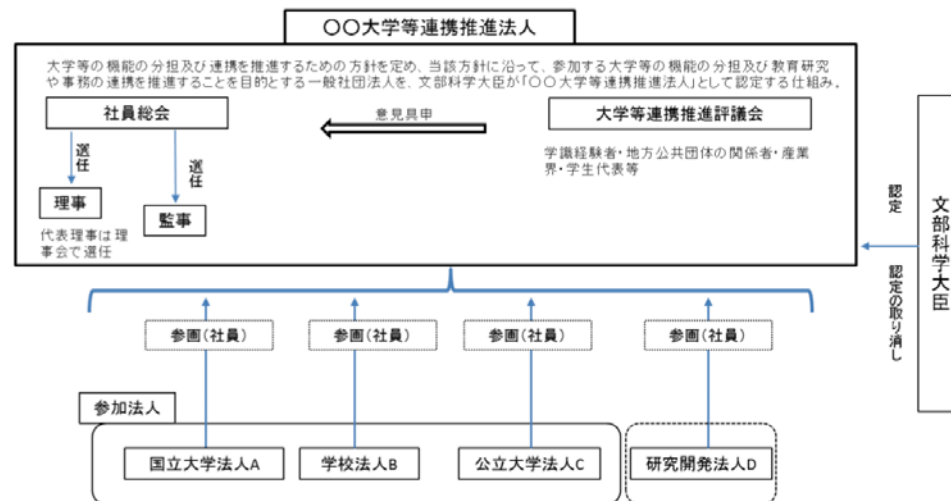 〇〇大学等連携推進法人
大学等の機能の分担及び連携を推進するための方針を定め、当該方針に沿って、参加する大学等の機能の分担及び教育研究
や事務の連携を推進することを目的とする一般社団法人を、文部科学大臣が「〇〇大学等連携推進法人」として認定する仕組み。
社員総会
意見具申
大学等連携推進評議会
学識経験者・地方公共団体の関係者・産業
界・学生代表等
選任
選任
理事
監事
代表理事は理
事会で選任
認定
認定の取り消し
文部科学大臣
参画(社員)
参画(社員)
参画(社員)
参画(社員)
参加法人
国立大学法人A
学校法人B
公立大学法人C
研究開発法人D